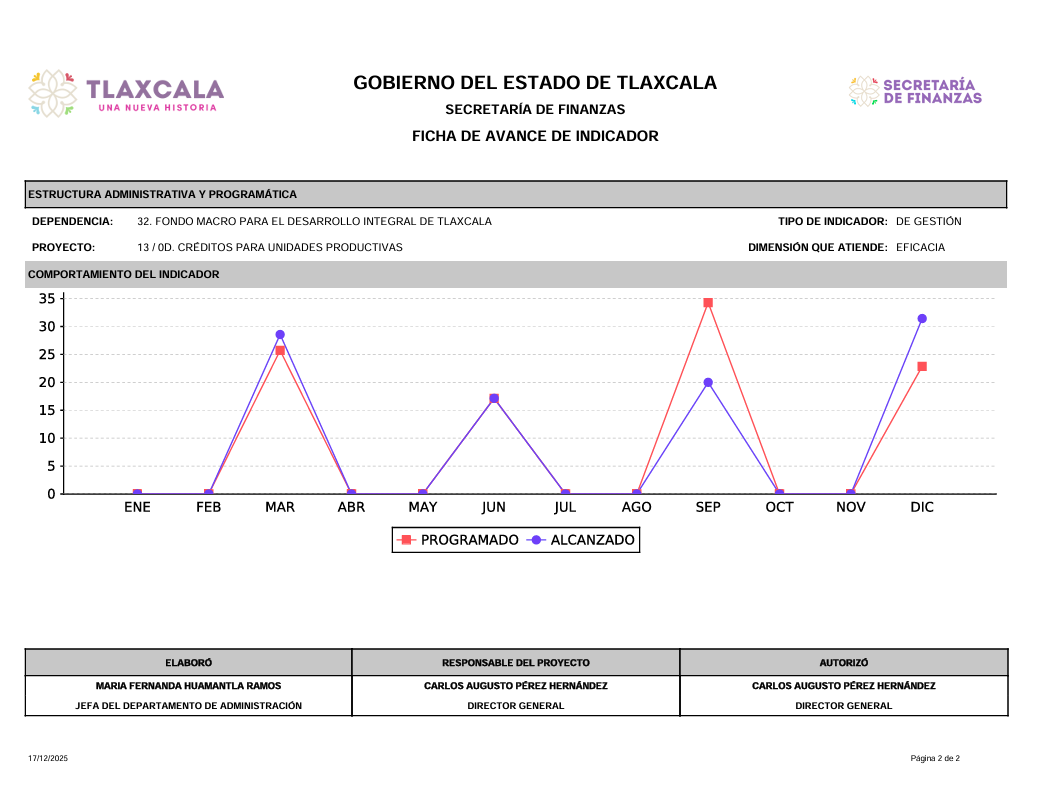 TLAXCALA
UNA NUEVA HISTORIA
GOBIERNO DEL ESTADO DE TLAXCALA
SECRETARÍA DE FINANZAS
FICHA DE AVANCE DE INDICADOR
SECRETARÍA
DE FINANZAS
ESTRUCTURA ADMINISTRATIVA Y PROGRAMÁTICA
DEPENDENCIA: 32. FONDO MACRO PARA EL DESARROLLO INTEGRAL DE TLAXCALA TIPO DE INDICADOR: DE GESTIÓN
PROYECTO: 13 / 0D. CRÉDITOS PARA UNIDADES PRODUCTIVAS DIMENSIÓN QUE ATIENDE: EFICACIA
COMPORTAMIENTO DEL INDICADOR
35
30
25
20
15
10
5
0
ENE FEB MAR ABR MAY JUN JUL AGO SEP OCT NOV DIC
PROGRAMADO ALCANZADO
ELABORÓ RESPONSABLE DEL PROYECTO AUTORIZÓ
MARIA FERNANDA HUAMANTLA RAMOS CARLOS AUGUSTO PÉREZ HERNÁNDEZ CARLOS AUGUSTO PÉREZ HERNÁNDEZ
JEFA DEL DEPARTAMENTO DE ADMINISTRACIÓN DIRECTOR GENERAL DIRECTOR GENERAL
17/12/2025 Página 2 de 2